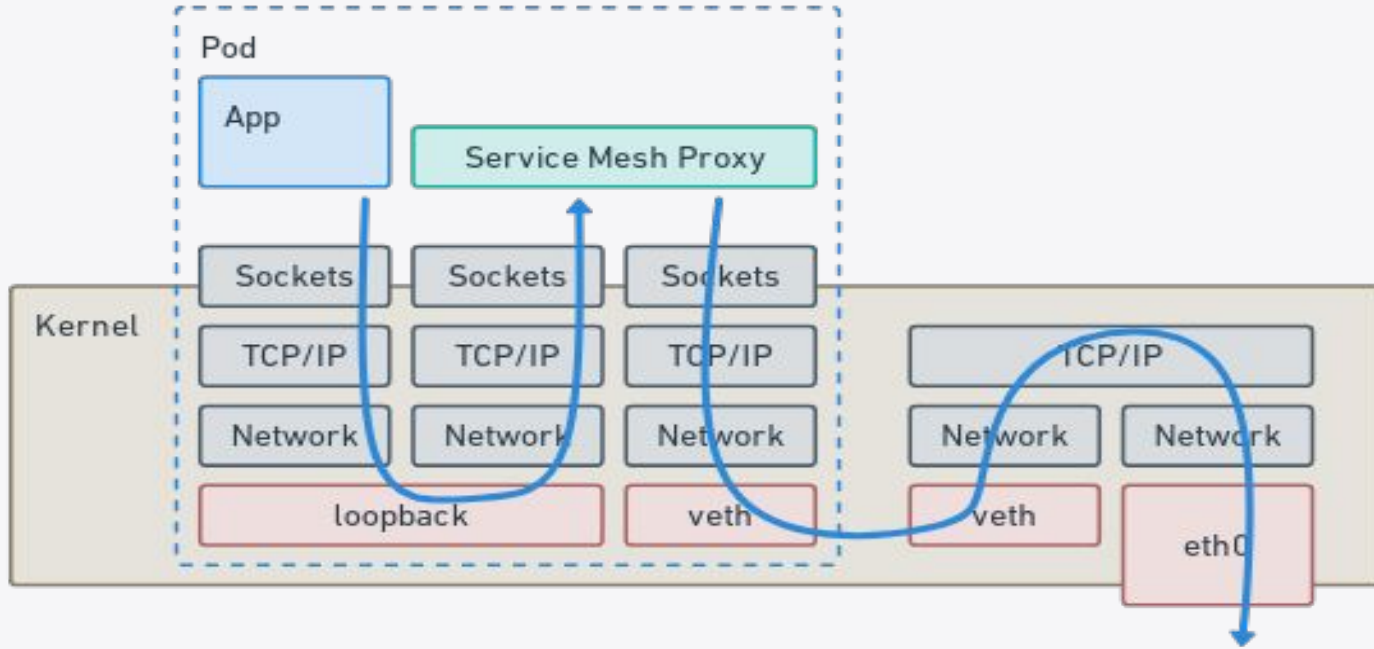 Pod
App
Service Mesh Proxy
Sockets Sockets Sockets
Kernel
TCP/IP TCP/IP TCP/IP TCP/IP
Network Network Network Network Network
loopback veth veth
eth0